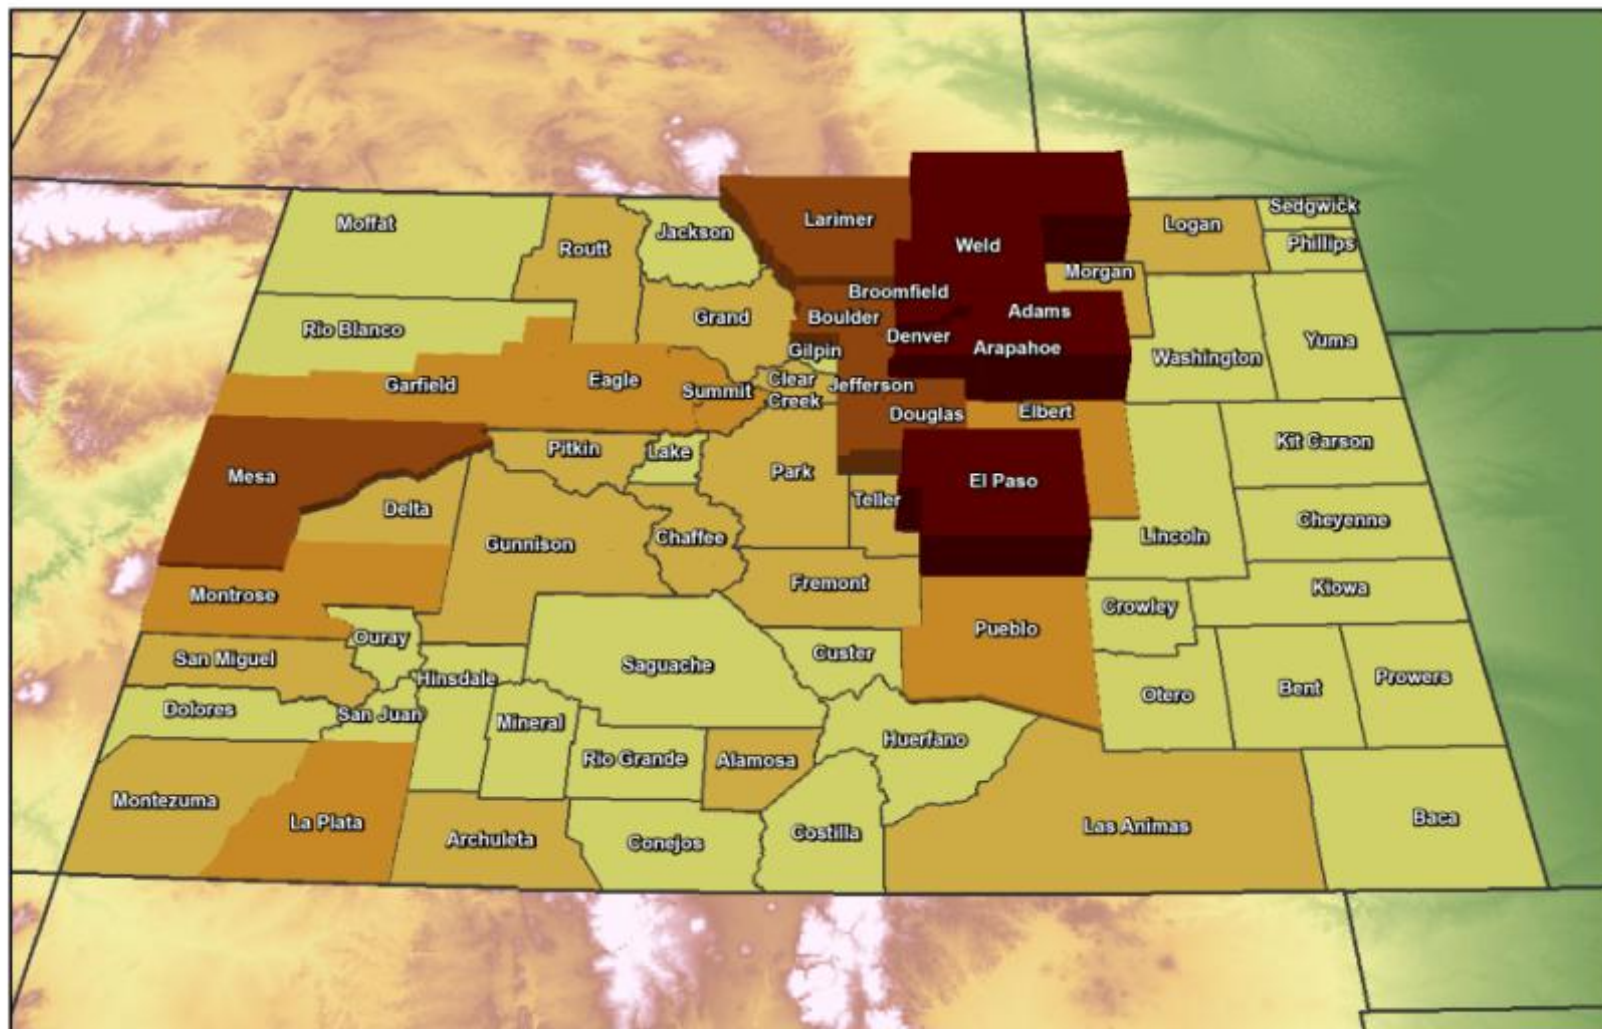 Sedgwick
Moffat
Larimer
Logan
Jackson
Routt
Weld
Phillips
Morgan
Broomfield
Adams
Rio Blanco
Grand
Boulder
Denver
Yuma
Arapahoe
Gilpin
Washington
Garfield
Eagle
Clear
Creek
Summit
Jefferson
Douglas
Elbert
Kit Carson
Pitkin
Lake
Mesa
Park
El Paso
Teller
Delta
Cheyenne
Gunnison
Chaffee
Lincoln
Fremont
Kiowa
Montrose
Crowley
Pueblo
Ouray
San Miguel
Custer
Saguache
Hinsdale
Prowers
Bent
Otero
Dolores
San Juan
Mineral
Huerfano
Rio Grande
Alamosa
Montezuma
La Plata
Baca
Las Animas
Costilla
Archuleta
Conejos